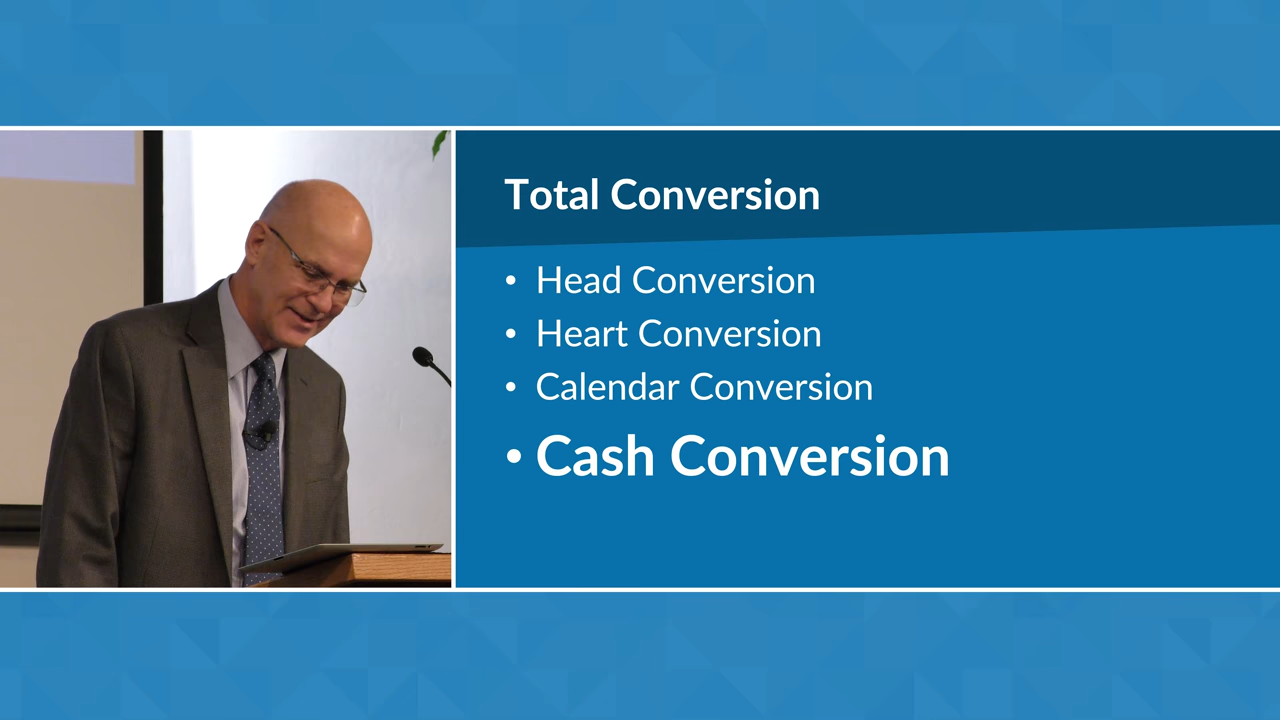 Total Conversion
• Head Conversion
• Heart Conversion
• Calendar Conversion
• Cash Conversion